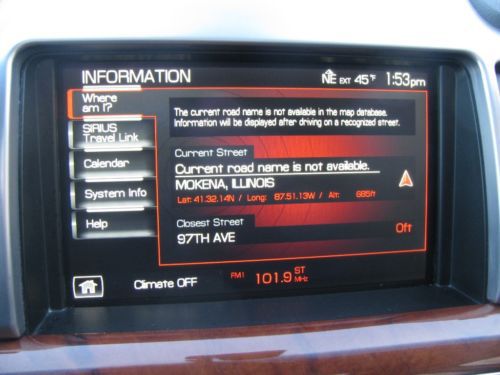 INFORMATION
NE EXT 45°F 1:53pm
Where
am I?
The current road name is not available in the map database.
Information will be displayed after driving on a recognized street.
SIRIUS
Travel Link
Current Street
Calendar
Current road name is not available.
MOKENA, ILLINOIS
System Info
Lat: 41.32.14N / Long: 87.51.13W / Alt: 685ft
Closest Street
Help
97TH AVE
0ft
Climate OFF
FM1 101.9 ST
MHz